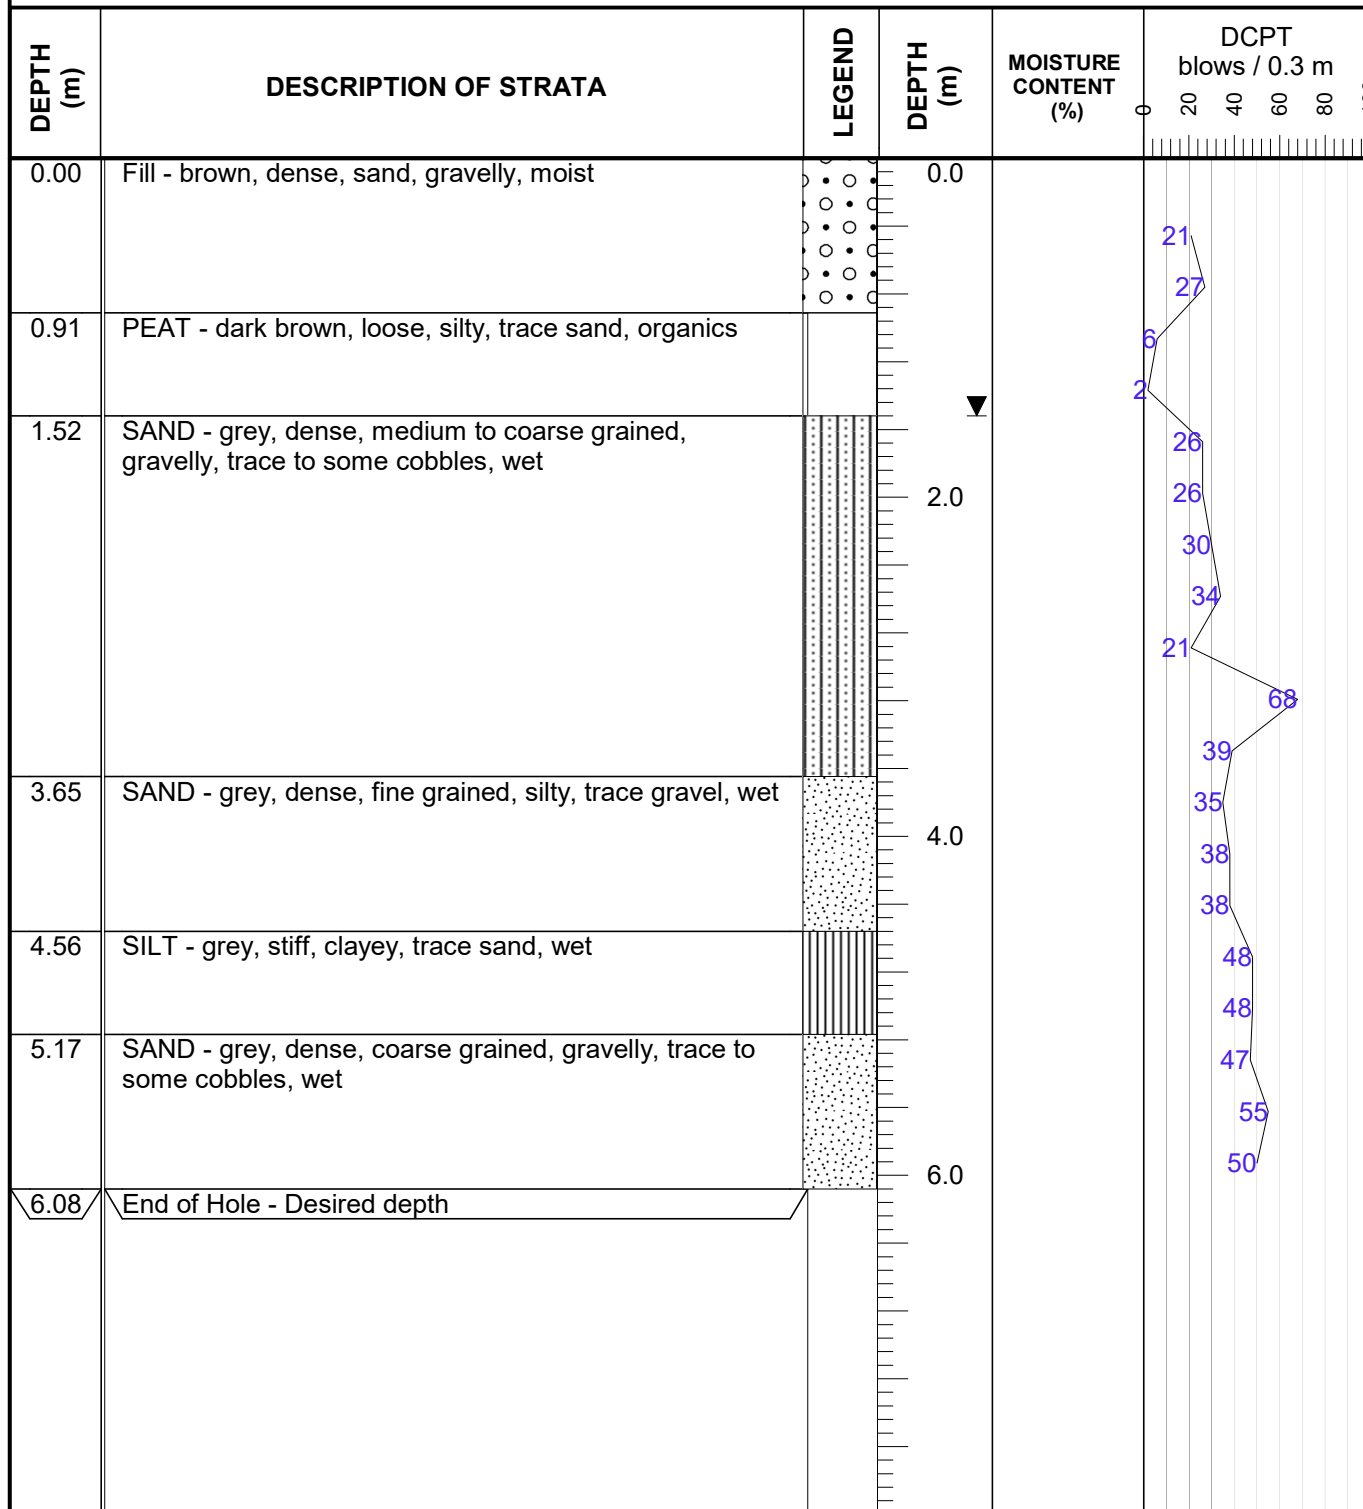 DEPTH
(m)
DESCRIPTION OF STRATA
LEGEND
DEPTH
(m)
MOISTURE
CONTENT
(%)
DCPT
blows / 0.3 m
0 20 40 60 80
0.00 Fill - brown, dense, sand, gravelly, moist 0.0
21
27
0.91 PEAT - dark brown, loose, silty, trace sand, organics
6
2
1.52 SAND - grey, dense, medium to coarse grained,
gravelly, trace to some cobbles, wet
26
2.0 26
30
34
21
68
39
3.65 SAND - grey, dense, fine grained, silty, trace gravel, wet
35
4.0
38
38
4.56 SILT - grey, stiff, clayey, trace sand, wet
48
48
5.17 SAND - grey, dense, coarse grained, gravelly, trace to
some cobbles, wet
47
55
50
6.0
6.08 End of Hole - Desired depth